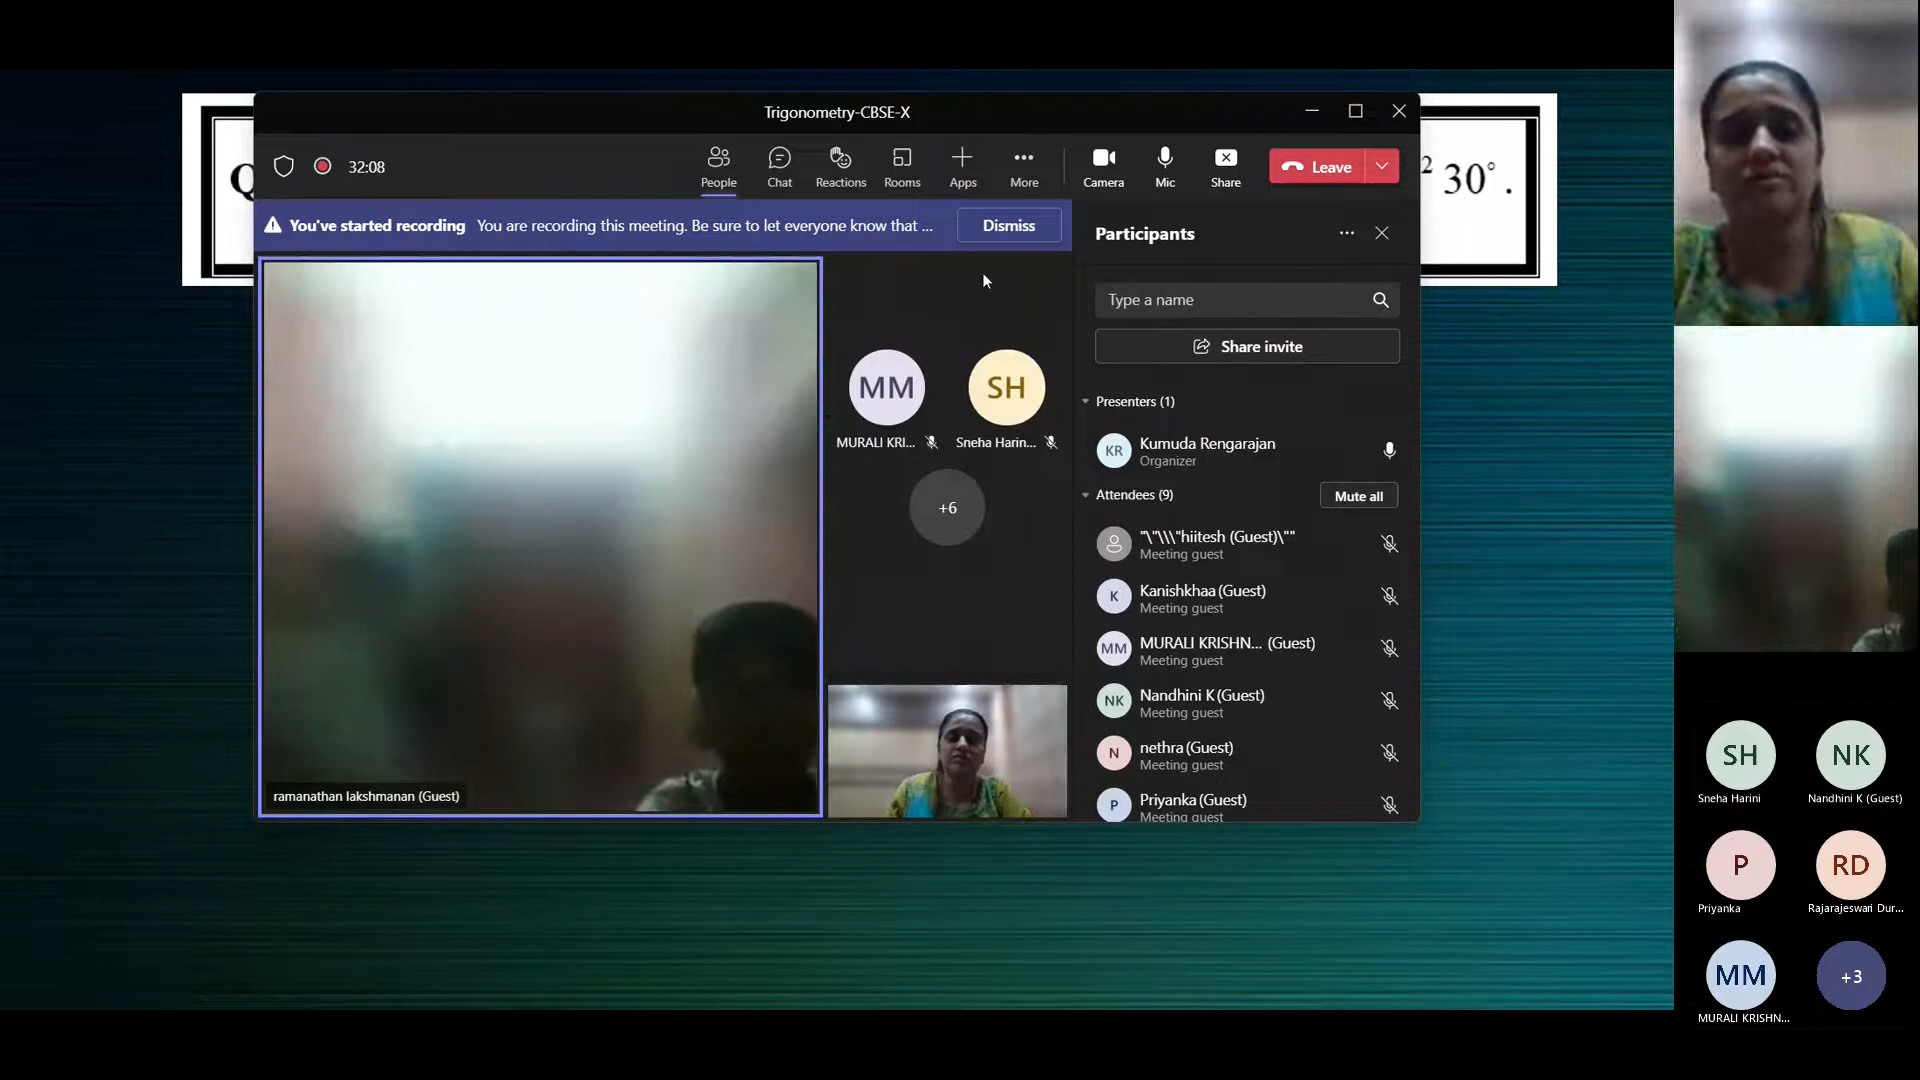 Trigonometry-CBSE-X
32:08
People
Chat
Reactions
Rooms
Apps
More
Camera
Mic
Share
Leave
Q
² 30° .
You've started recording You are recording this meeting. Be sure to let everyone know that ...
Dismiss
Participants
Type a name
Share invite
MM
SH
MURALI KRI...
Sneha Harin...
+6
Presenters (1)
KR
Kumuda Rengarajan
Organizer
Attendees (9)
Mute all
"\"\\\"hiitesh (Guest)\""
Meeting guest
K
Kanishkhaa (Guest)
Meeting guest
MM
MURALI KRISHN... (Guest)
Meeting guest
NK
Nandhini K (Guest)
Meeting guest
N
nethra (Guest)
Meeting guest
P
Priyanka (Guest)
Meeting guest
ramanathan lakshmanan (Guest)
SH
NK
Sneha Harini
Nandhini K (Guest)
P
RD
Priyanka
Rajarajeswari Dur...
MM
+3
MURALI KRISHN...